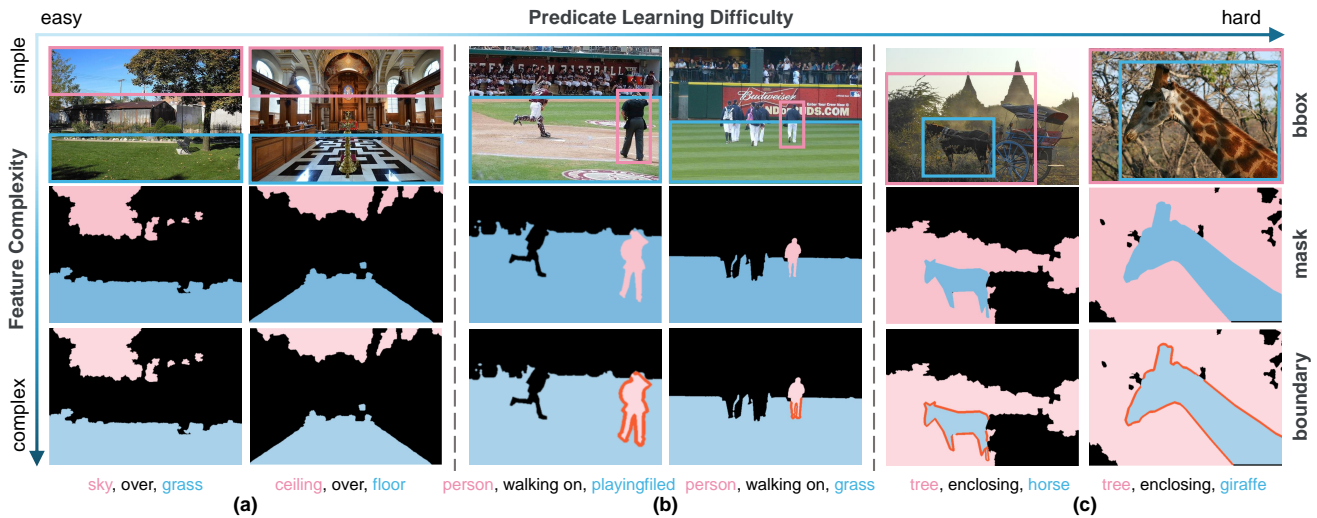 easy
Predicate Learning Difficulty
hard
simple
Feature Complexity
complex
TEXAS
Budweiser
bbox
mask
boundary
sky, over, grass
ceiling, over, floor
person, walking on, playingfiled
person, walking on, grass
tree, enclosing, horse
tree, enclosing, giraffe
(a)
(b)
(c)